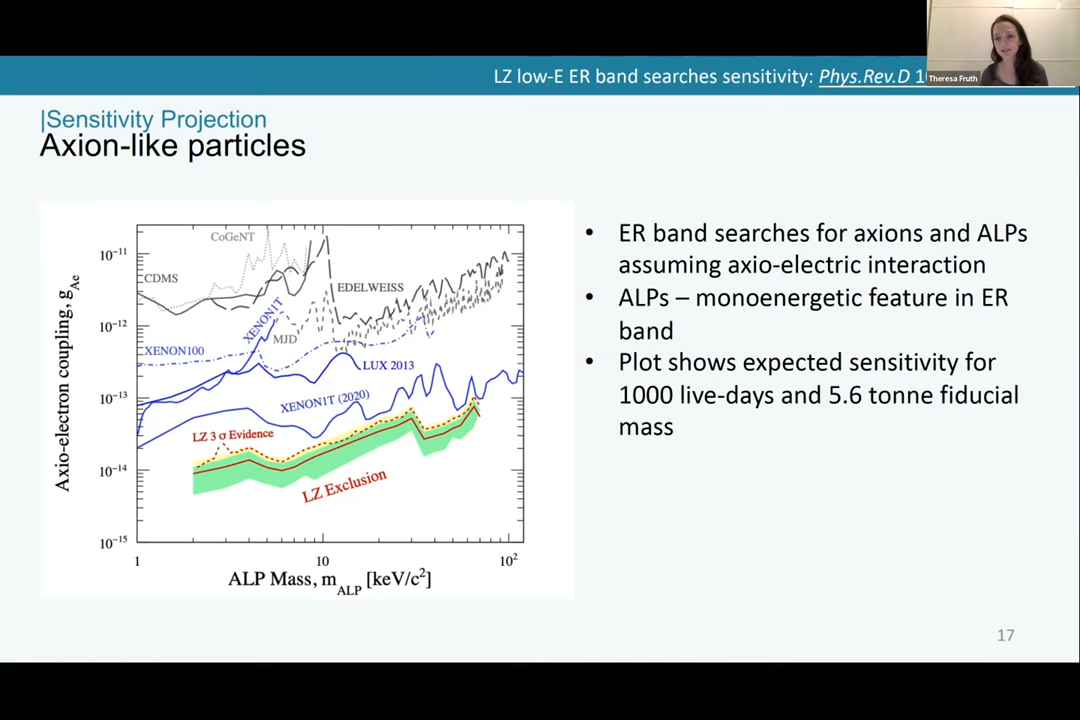 LZ low-E ER band searches sensitivity: Phys.Rev.D 1
Theresa Fruth
|Sensitivity Projection
Axion-like particles
CoGeNT
CDMS
EDELWEISS
XENON1T
MJD
XENON100
LUX 2013
XENON1T (2020)
LZ 3 σ Evidence
LZ Exclusion
10⁻¹¹
10⁻¹²
10⁻¹³
10⁻¹⁴
10⁻¹⁵
Axio-electron coupling, g_Ae
1
10
10²
ALP Mass, m_ALP [keV/c²]
• ER band searches for axions and ALPs
assuming axio-electric interaction
• ALPs – monoenergetic feature in ER
band
• Plot shows expected sensitivity for
1000 live-days and 5.6 tonne fiducial
mass
17